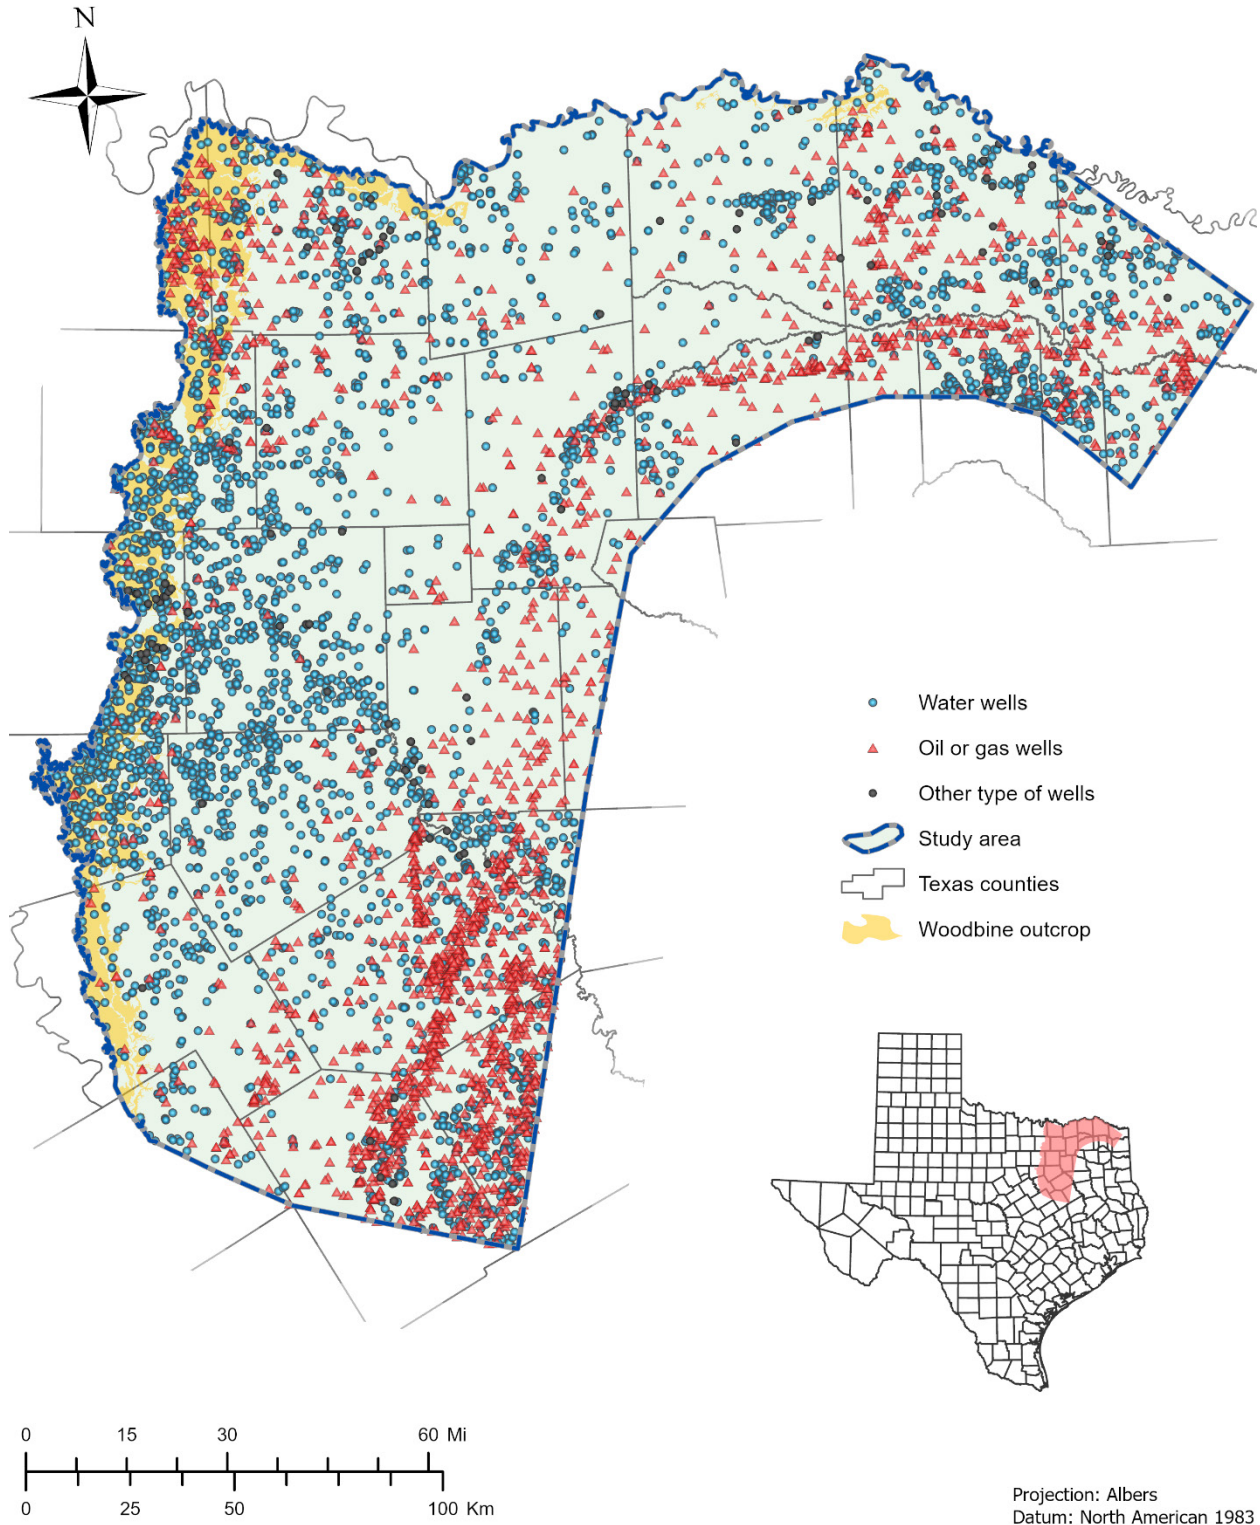 N
Water wells
Oil or gas wells
Other type of wells
Study area
Texas counties
Woodbine outcrop
0 15 30 60 Mi
0 25 50 100 Km
Projection: Albers
Datum: North American 1983